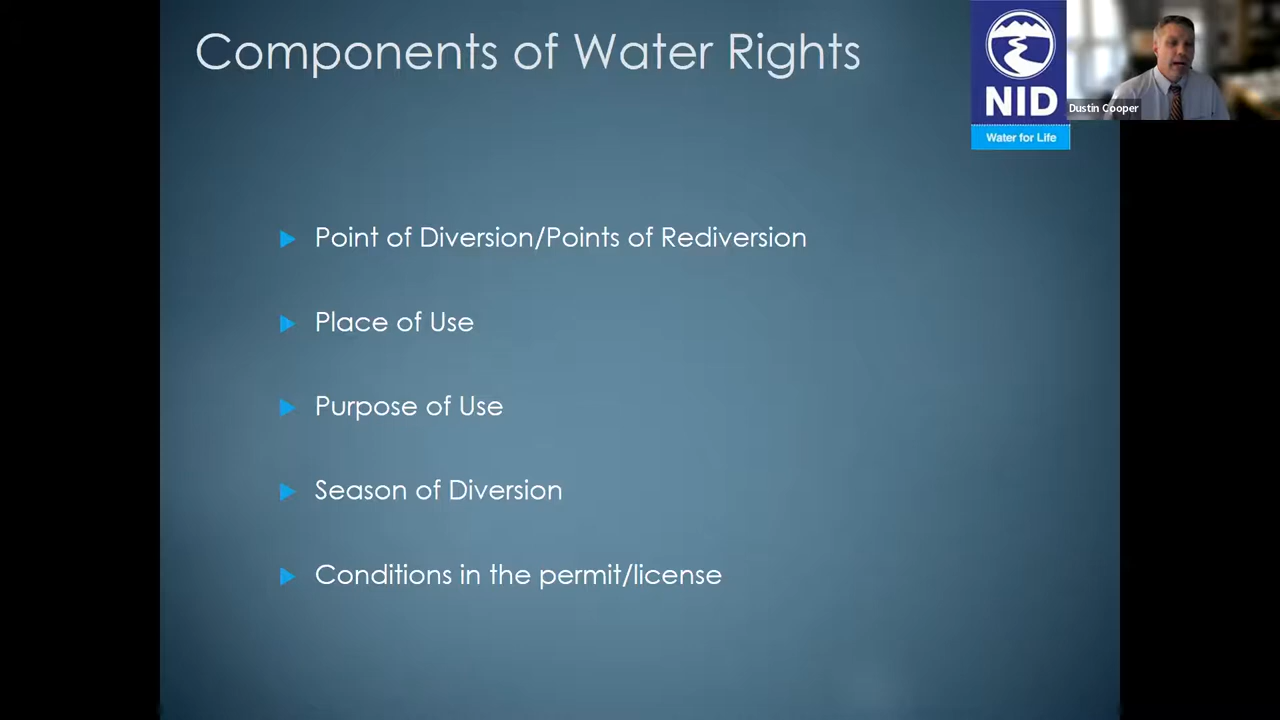 Components of Water Rights
NID
Water for Life
Dustin Cooper
Point of Diversion/Points of Rediversion
Place of Use
Purpose of Use
Season of Diversion
Conditions in the permit/license